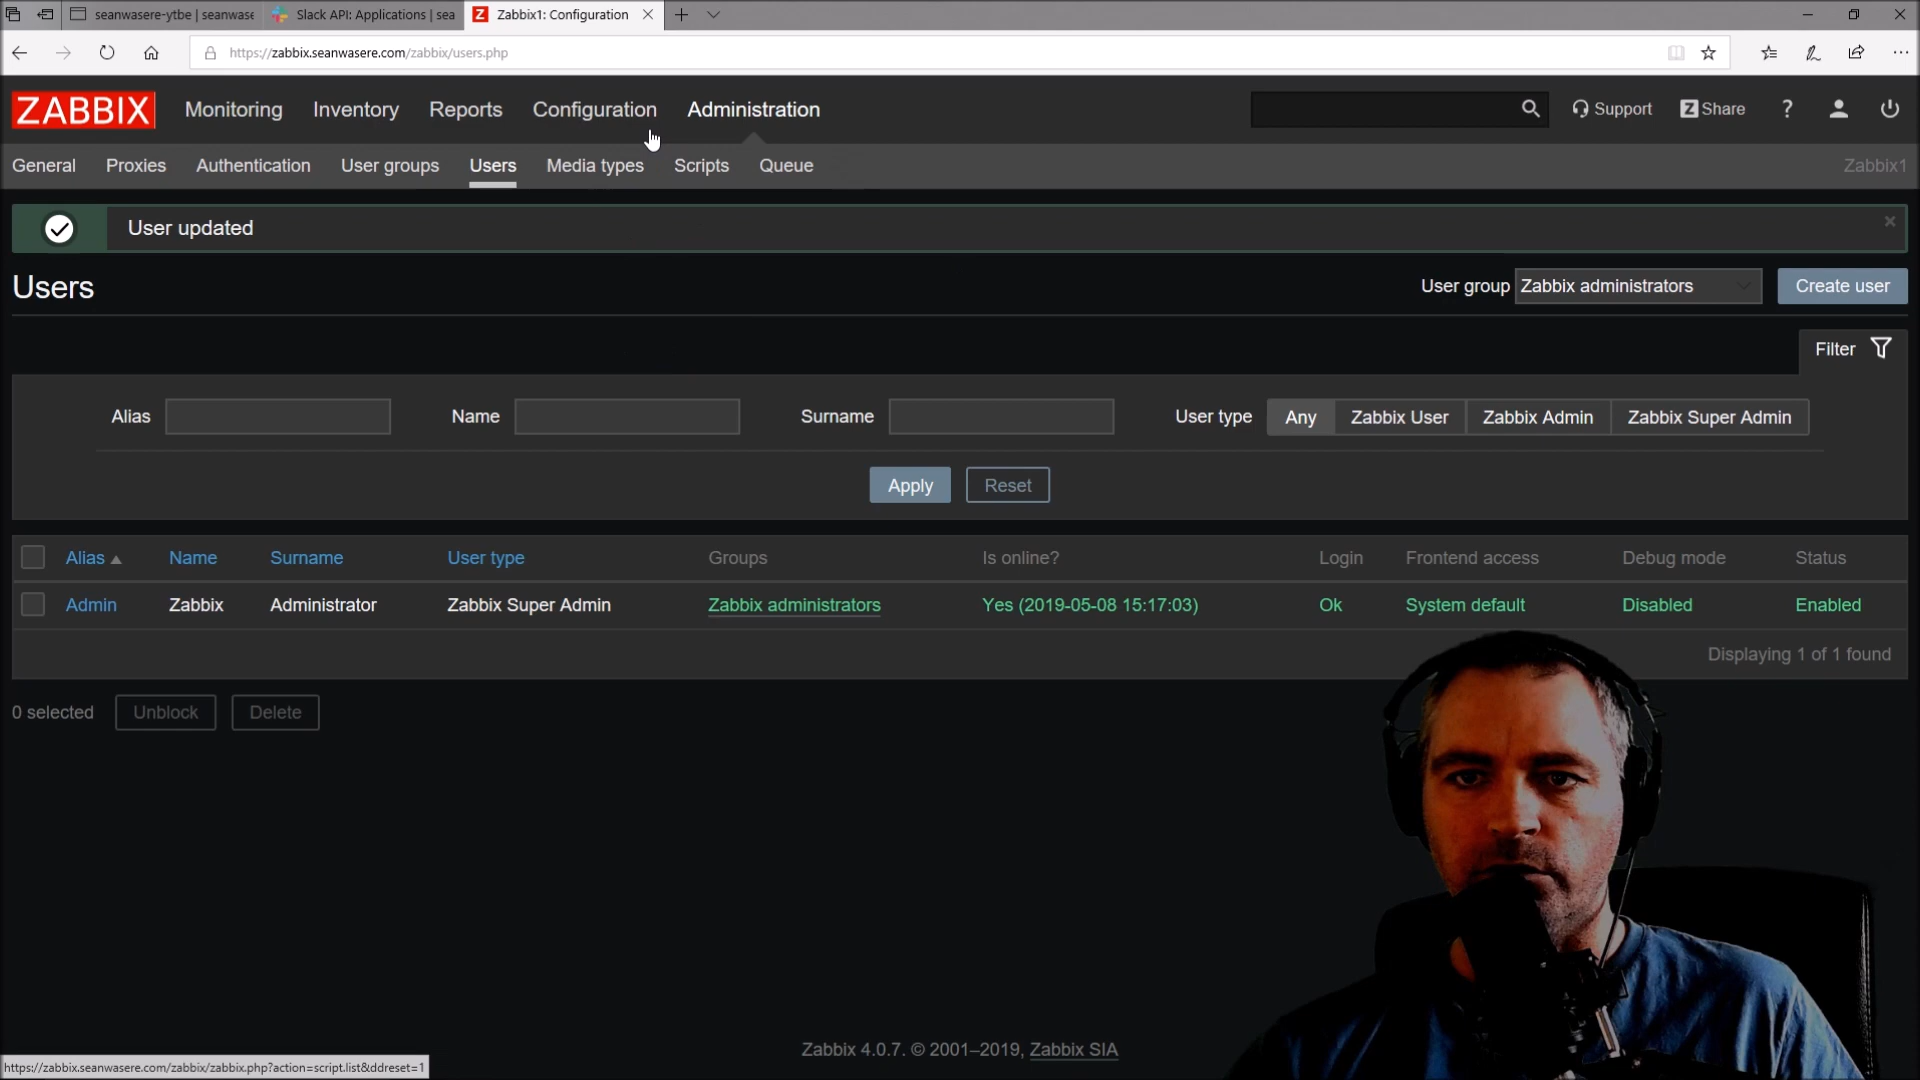 seanwasere-ytbe | seanwase
Slack API: Applications | sea
Zabbix1: Configuration
https://zabbix.seanwasere.com/zabbix/users.php
ZABBIX Monitoring Inventory Reports Configuration Administration Support Z Share ?
General Proxies Authentication User groups Users Media types Scripts Queue Zabbix1
User updated
Users User group Zabbix administrators Create user
Filter
Alias Name Surname User type Any Zabbix User Zabbix Admin Zabbix Super Admin
Apply Reset
Alias Name Surname User type Groups Is online? Login Frontend access Debug mode Status
Admin Zabbix Administrator Zabbix Super Admin Zabbix administrators Yes (2019-05-08 15:17:03) Ok System default Disabled Enabled
Displaying 1 of 1 found
0 selected Unblock Delete
Zabbix 4.0.7. © 2001–2019, Zabbix SIA
https://zabbix.seanwasere.com/zabbix/zabbix.php?action=script.list&ddreset=1